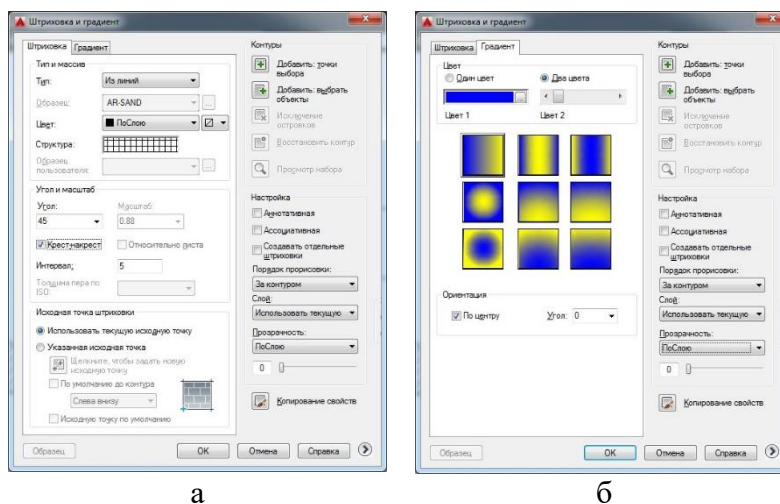 Штриховка и градиент
Штриховка Градиент
Тип и массив
Тип: Из линий
Образец: AR-SAND ...
Цвет: ПоСлою
Структура:
Образец пользователя: ...
Угол и масштаб
Угол: Масштаб:
45 0.88
Крест-накрест Относительно листа
Интервал: 5
Толщина пера по ISO:
Исходная точка штриховки
Использовать текущую исходную точку
Указанная исходная точка
Щелкните, чтобы задать новую исходную точку
По умолчанию до контура
Слева внизу
Исходную точку по умолчанию
Контуры
Добавить: точки выбора
Добавить: выбрать объекты
Исключение островков
Восстановить контур
Просмотр набора
Настройка
Аннотативная
Ассоциативная
Создавать отдельные штриховки
Порядок прорисовки:
За контуром
Слой:
Использовать текущую
Прозрачность:
ПоСлою
0
Копирование свойств
Образец OK Отмена Справка
а
Штриховка и градиент
Штриховка Градиент
Цвет
Один цвет Два цвета
...
Цвет 1 Цвет 2
Ориентация
По центру Угол: 0
Контуры
Добавить: точки выбора
Добавить: выбрать объекты
Исключение островков
Восстановить контур
Просмотр набора
Настройка
Аннотативная
Ассоциативная
Создавать отдельные штриховки
Порядок прорисовки:
За контуром
Слой:
Использовать текущую
Прозрачность:
ПоСлою
0
Копирование свойств
Образец OK Отмена Справка
б